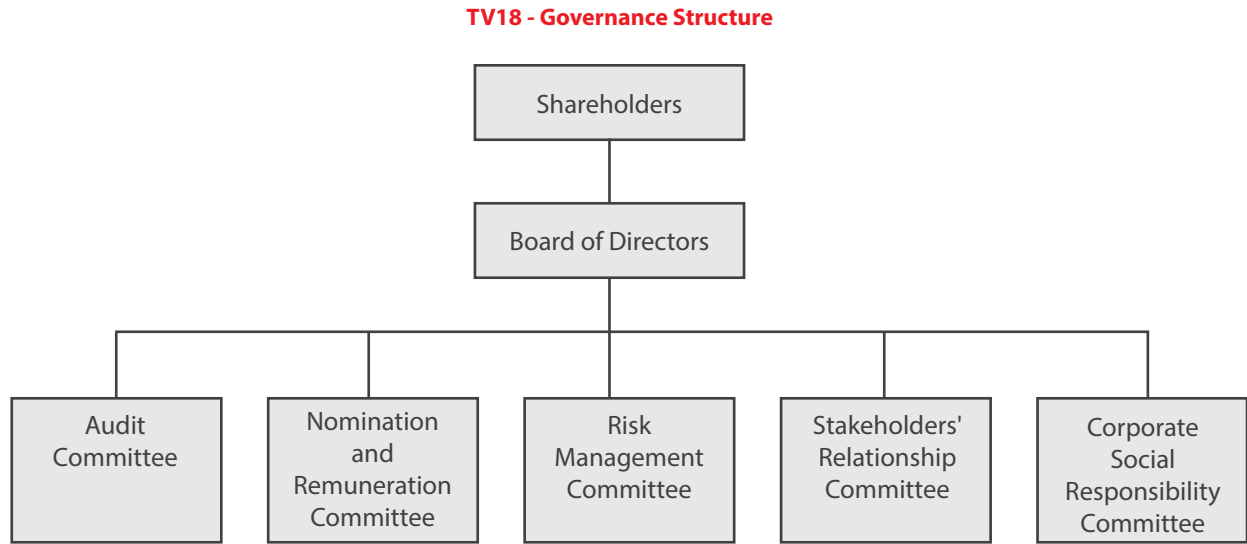 TV18 - Governance Structure
Shareholders
Board of Directors
Audit
Committee
Nomination
and
Remuneration
Committee
Risk
Management
Committee
Stakeholders'
Relationship
Committee
Corporate
Social
Responsibility
Committee